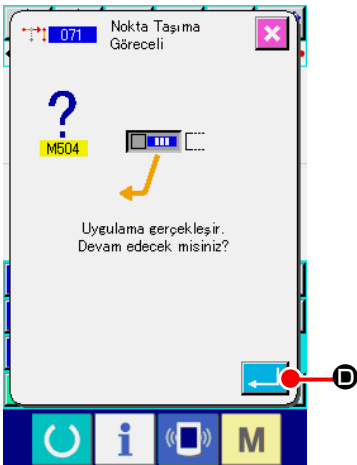 071 Nokta Taşıma
Göreceli
?
M504
Uygulama gerçekleşir.
Devam edecek misiniz?
D
i
M